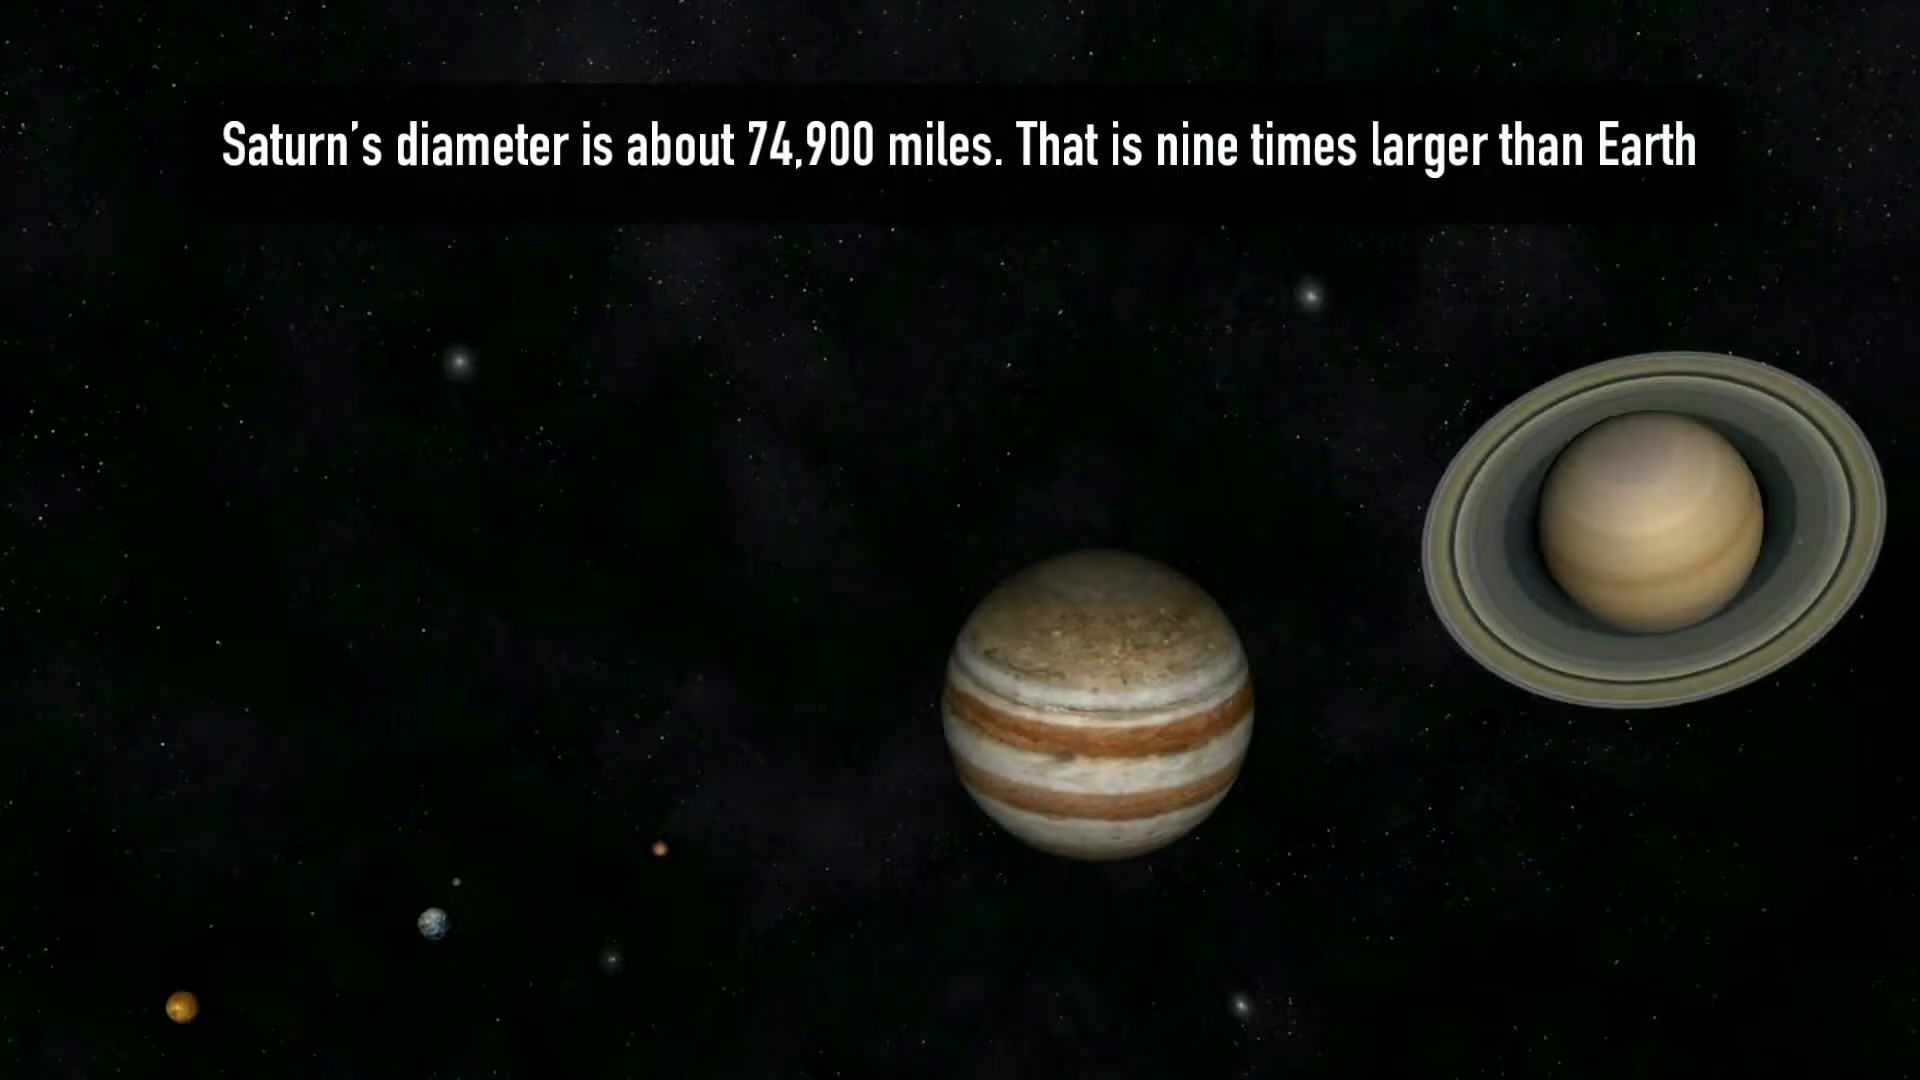 Saturn’s diameter is about 74,900 miles. That is nine times larger than Earth